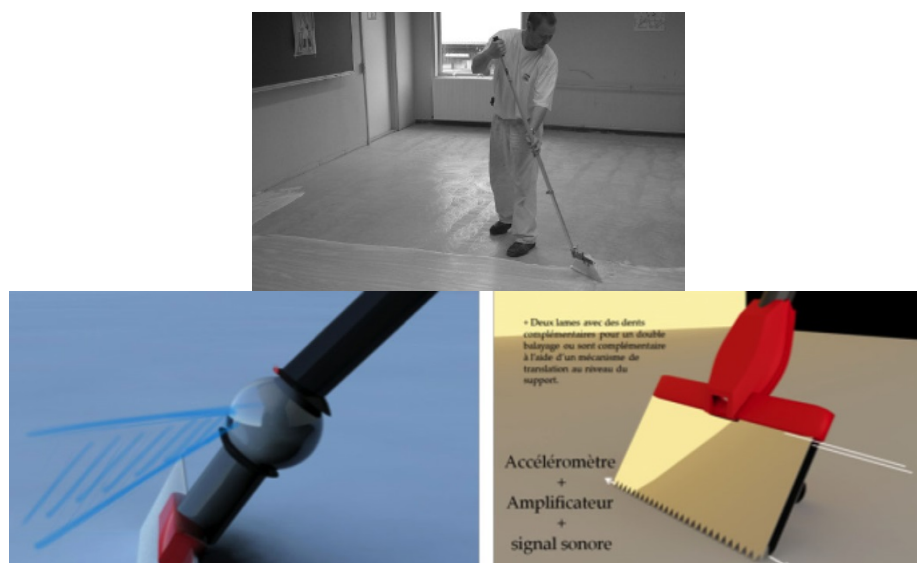 + Deux lames avec des dents
complémentaires pour un double
balayage ou sont complémentaire
à l'aide d'un mécanisme de
translation au niveau du
support.
Accéléromètre
+
Amplificateur
+
signal sonore